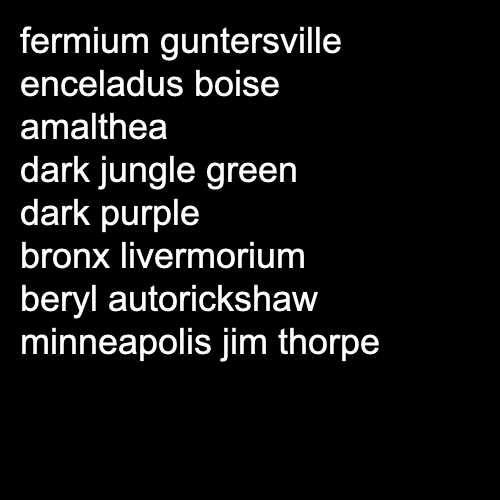 fermium guntersville
enceladus boise
amalthea
dark jungle green
dark purple
bronx livermorium
beryl autorickshaw
minneapolis jim thorpe